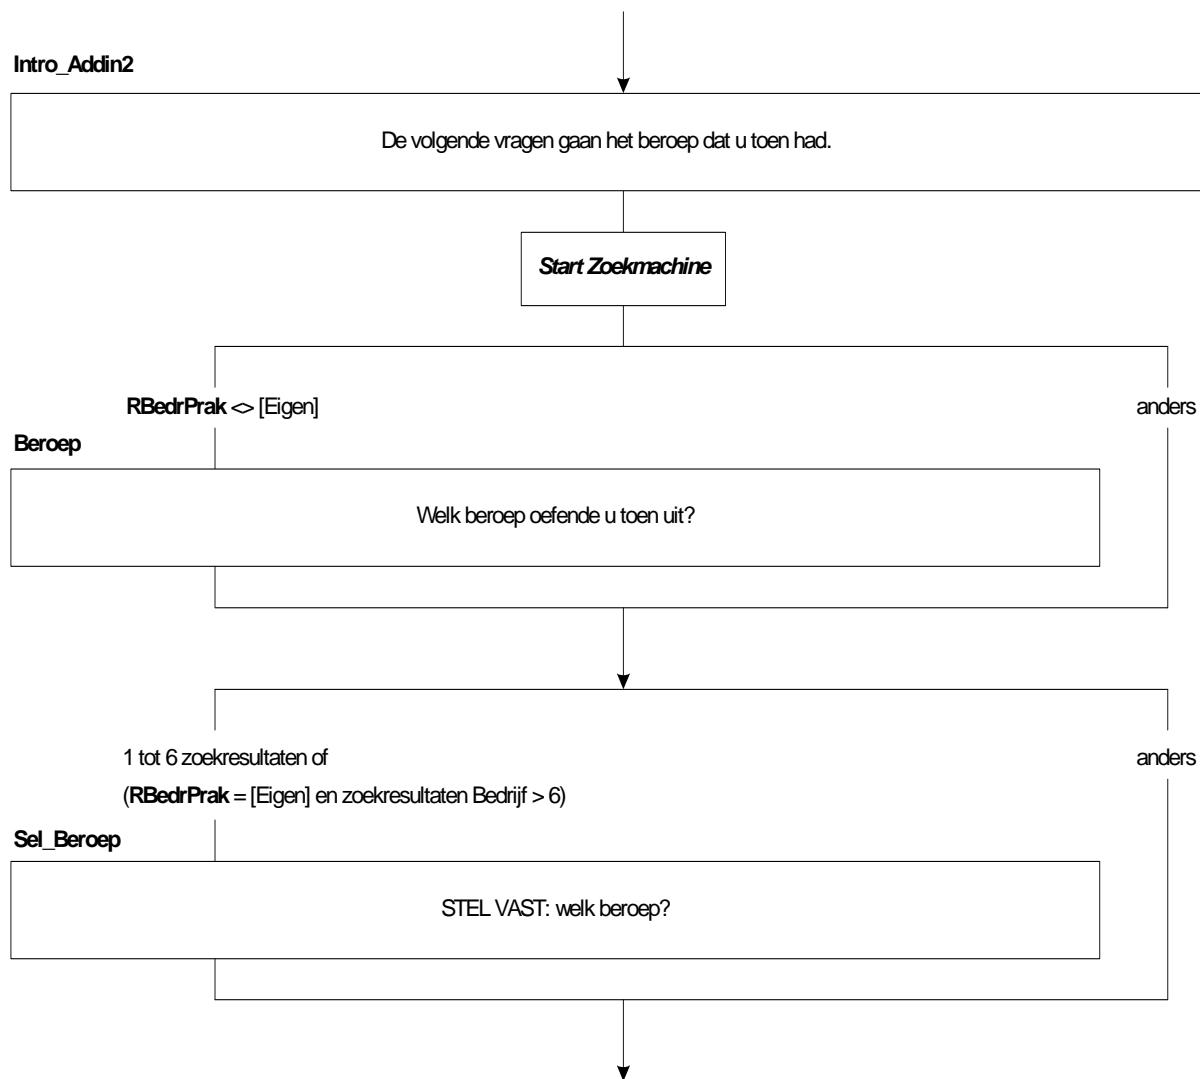 Intro_Addin2
De volgende vragen gaan het beroep dat u toen had.
Start Zoekmachine
RBedrPrak <> [Eigen]
anders
Beroep
Welk beroep oefende u toen uit?
1 tot 6 zoekresultaten of
anders
(RBedrPrak = [Eigen] en zoekresultaten Bedrijf > 6)
Sel_Beroep
STEL VAST: welk beroep?